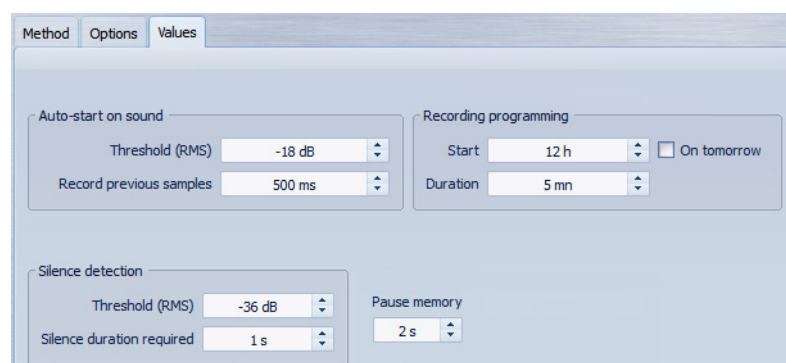 Method Options Values
Auto-start on sound
Threshold (RMS) -18 dB
Record previous samples 500 ms
Recording programming
Start 12 h On tomorrow
Duration 5 mn
Silence detection
Threshold (RMS) -36 dB
Silence duration required 1 s
Pause memory
2 s